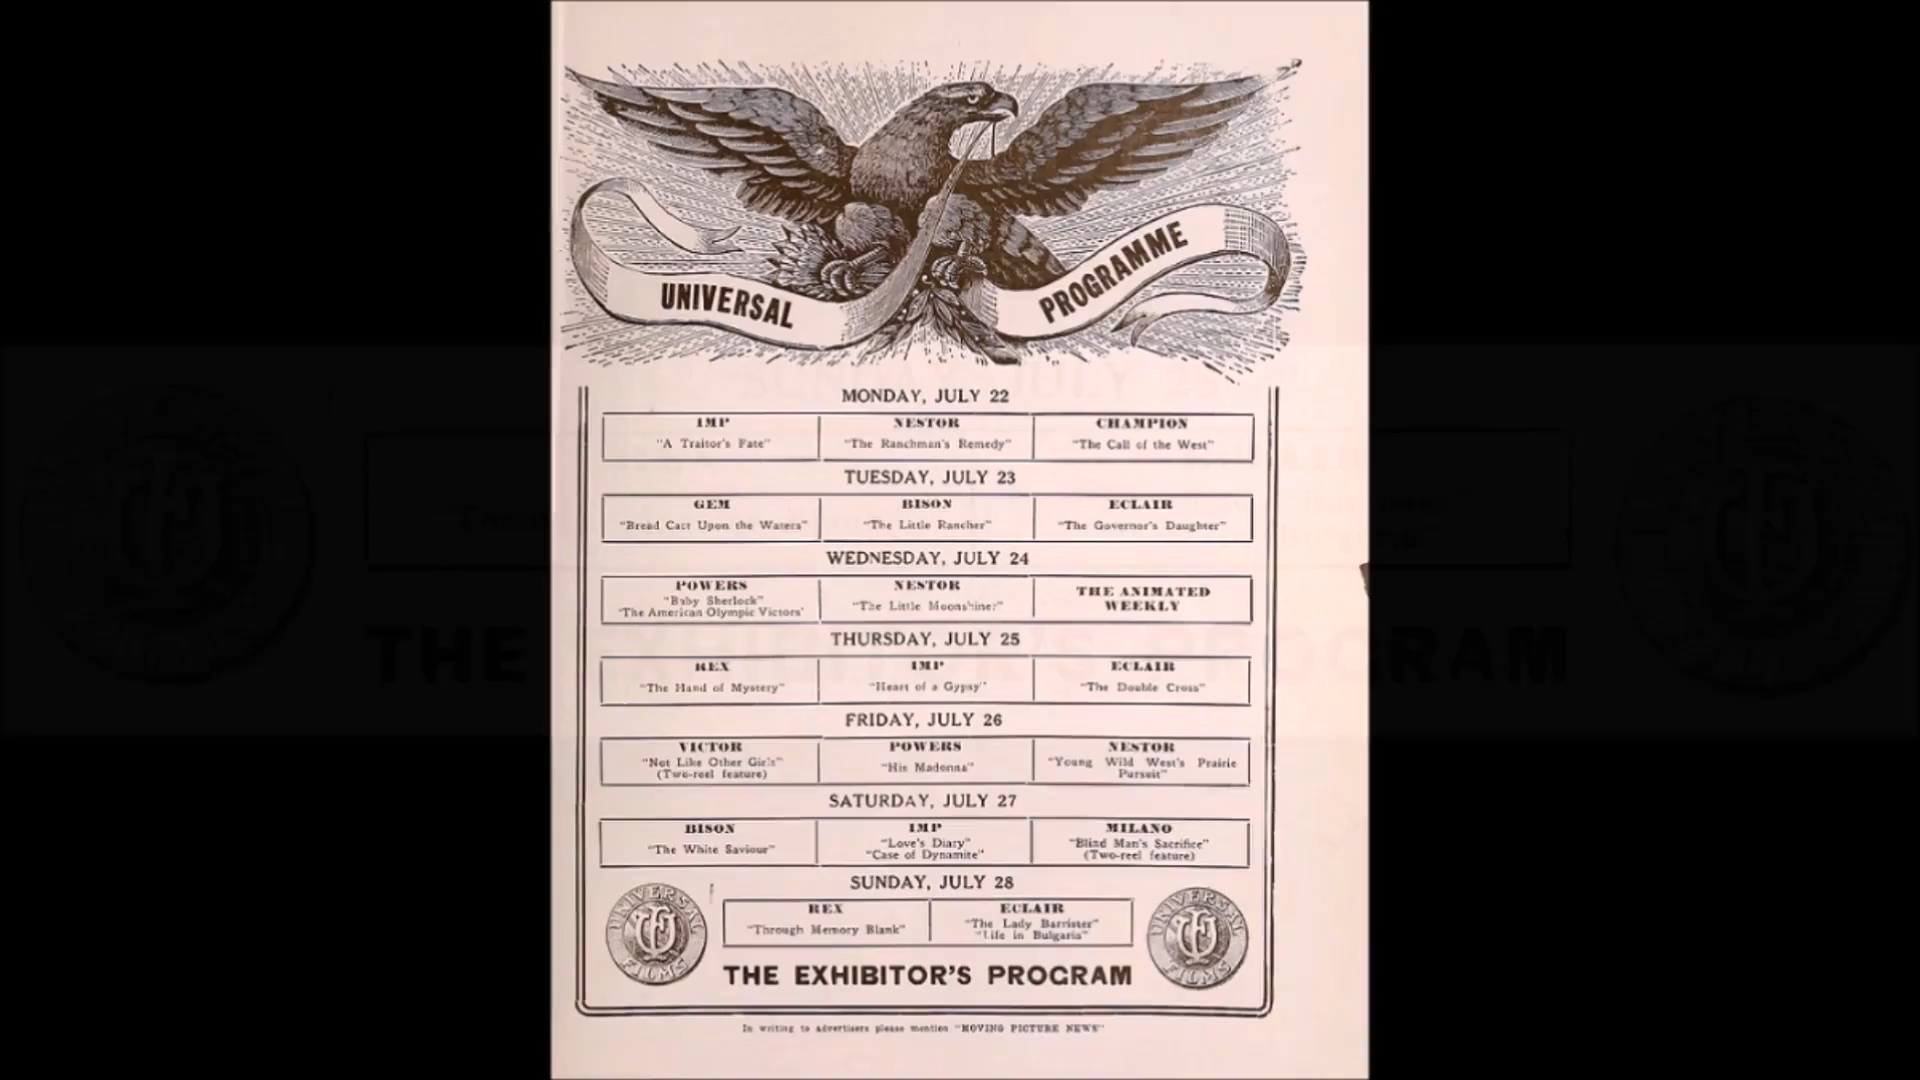 UNIVERSAL PROGRAMME
MONDAY, JULY 22
IMP NESTOR CHAMPION
"A Traitor's Fate" "The Ranchman's Remedy" "The Call of the West"
TUESDAY, JULY 23
GEM BISON ECLAIR
"Bread Cast Upon the Waters" "The Little Rancher" "The Governor's Daughter"
WEDNESDAY, JULY 24
POWERS NESTOR THE ANIMATED
"Baby Sherlock" "The Little Moonshiner" WEEKLY
"The American Olympic Victors'
THURSDAY, JULY 25
REX IMP ECLAIR
"The Hand of Mystery" "Heart of a Gypsy" "The Double Cross"
FRIDAY, JULY 26
VICTOR POWERS NESTOR
"Not Like Other Girls" "His Madonna" "Young Wild West's Prairie
(Two-reel feature) Pursuit"
SATURDAY, JULY 27
BISON IMP MILANO
"The White Saviour" "Love's Diary" "Blind Man's Sacrifice"
"Case of Dynamite" (Two-reel feature)
SUNDAY, JULY 28
UNIVERSAL FILMS
REX ECLAIR
"Through Memory Blank" "The Lady Barrister"
"Life in Bulgaria"
UNIVERSAL FILMS
THE EXHIBITOR'S PROGRAM
In writing to advertisers please mention "MOVING PICTURE NEWS"